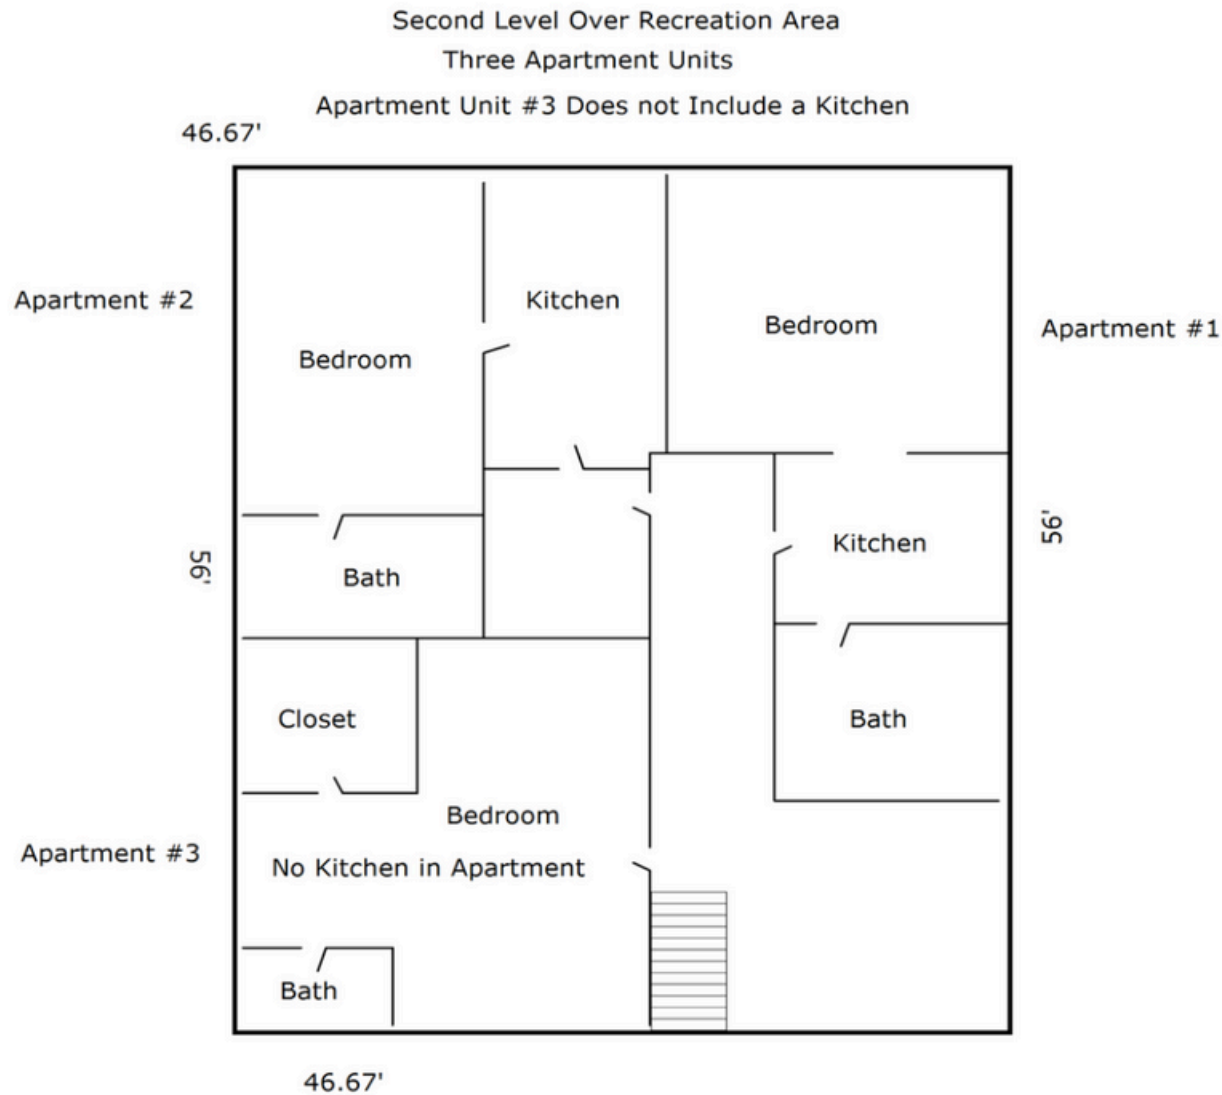 Second Level Over Recreation Area
Three Apartment Units
Apartment Unit #3 Does not Include a Kitchen
46.67'
Apartment #2
Kitchen
Bedroom
Apartment #1
Bedroom
56'
Kitchen
56'
Bath
Closet
Bath
Bedroom
Apartment #3
No Kitchen in Apartment
Bath
46.67'